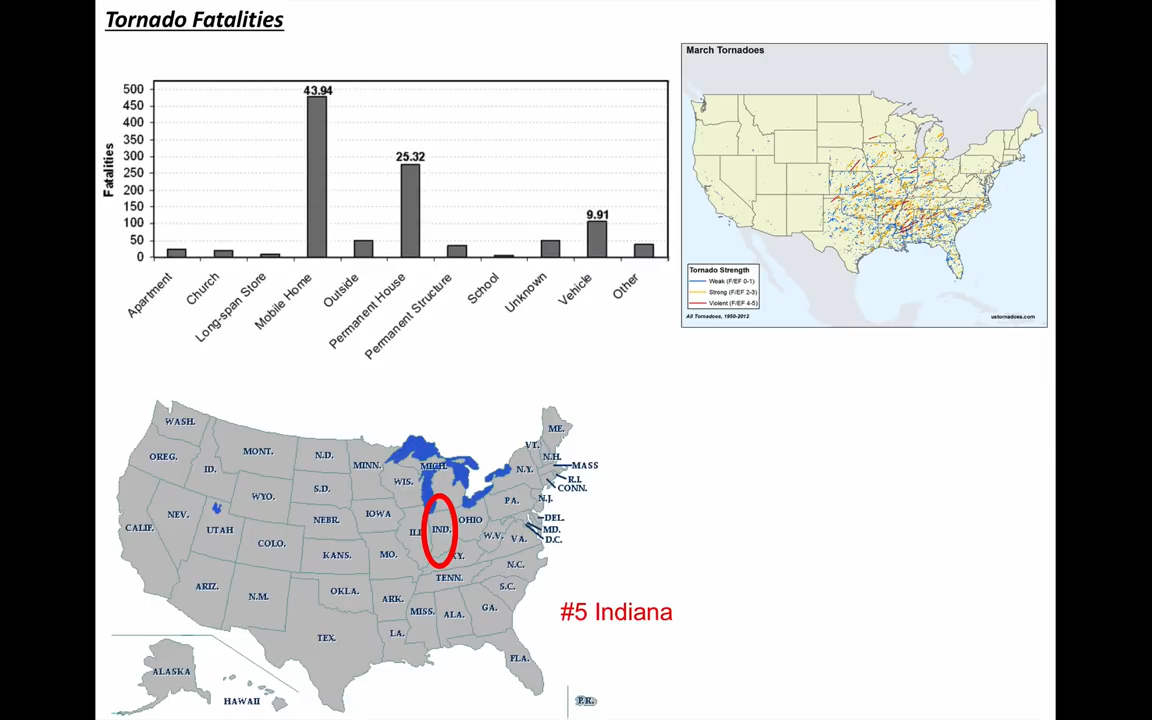 Tornado Fatalities
500
450
400
350
300
250
200
150
100
50
0
Fatalities
43.94
25.32
9.91
Apartment
Church
Long-span Store
Mobile Home
Outside
Permanent House
Permanent Structure
School
Unknown
Vehicle
Other
March Tornadoes
Tornado Strength
Weak (F/EF 0-1)
Strong (F/EF 2-3)
Violent (F/EF 4-5)
All Tornadoes, 1950-2012
ustornadoes.com
WASH.
OREG.
ID.
MONT.
N.D.
MINN.
WIS.
MICH.
ME.
VT.
N.H.
MASS
N.Y.
R.I.
CONN.
WYO.
S.D.
IOWA
PA.
N.J.
NEV.
UTAH
NEBR.
ILL
IND.
OHIO
DEL.
MD.
D.C.
CALIF.
COLO.
KANS.
MO.
KY.
W.V.
VA.
ARIZ.
N.M.
OKLA.
ARK.
TENN.
N.C.
S.C.
MISS.
ALA.
GA.
TEX.
LA.
FLA.
ALASKA
HAWAII
P.R.
#5 Indiana